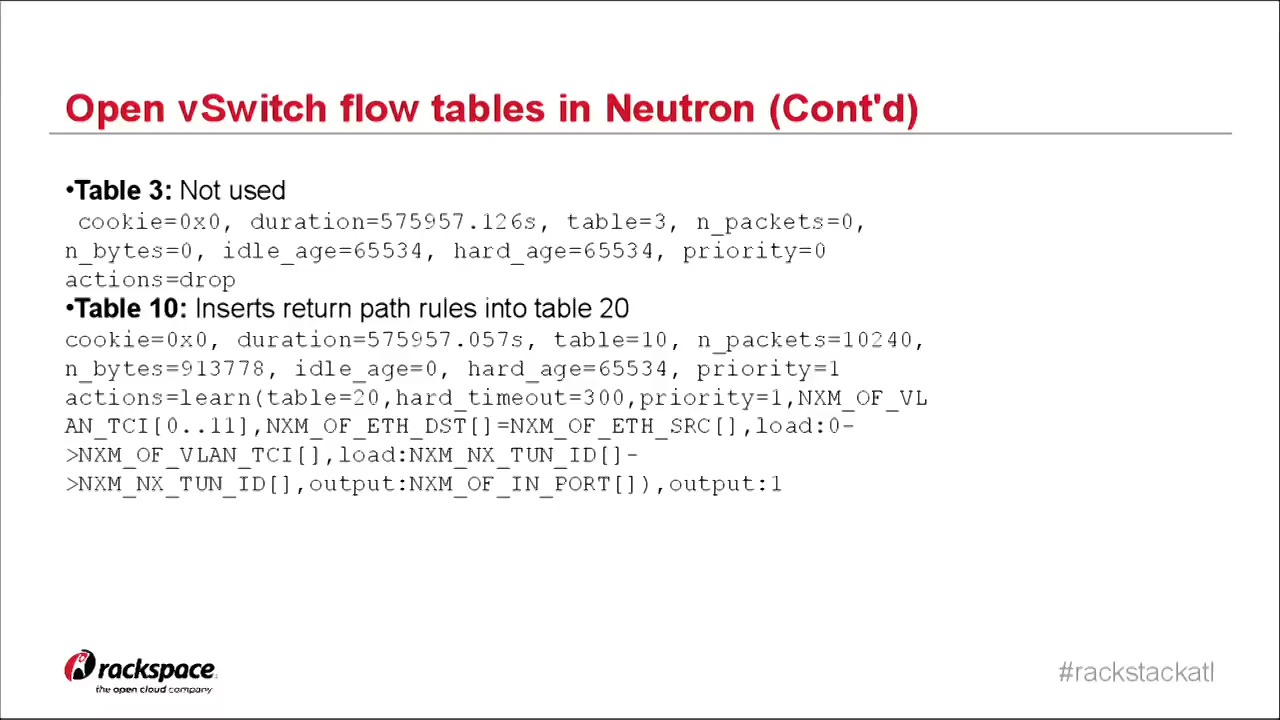 Open vSwitch flow tables in Neutron (Cont'd)
•Table 3: Not used
cookie=0x0, duration=575957.126s, table=3, n_packets=0,
n_bytes=0, idle_age=65534, hard_age=65534, priority=0
actions=drop
•Table 10: Inserts return path rules into table 20
cookie=0x0, duration=575957.057s, table=10, n_packets=10240,
n_bytes=913778, idle_age=0, hard_age=65534, priority=1
actions=learn(table=20,hard_timeout=300,priority=1,NXM_OF_VL
AN_TCI[0..11],NXM_OF_ETH_DST[]=NXM_OF_ETH_SRC[],load:0-
>NXM_OF_VLAN_TCI[],load:NXM_NX_TUN_ID[]-
>NXM_NX_TUN_ID[],output:NXM_OF_IN_PORT[]),output:1
rackspace
the open cloud company
#rackstackatl